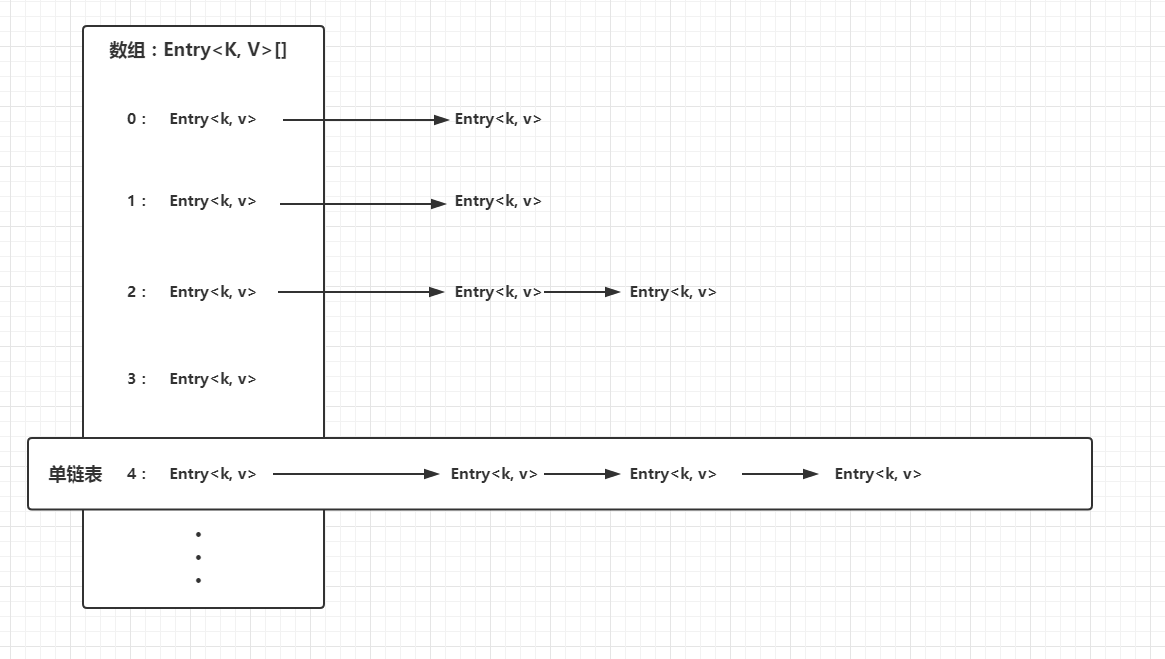 数组：Entry<K, V>[]
0： Entry<k, v> Entry<k, v>
1： Entry<k, v> Entry<k, v>
2： Entry<k, v> Entry<k, v> Entry<k, v>
3： Entry<k, v>
单链表 4： Entry<k, v> Entry<k, v> Entry<k, v> Entry<k, v>